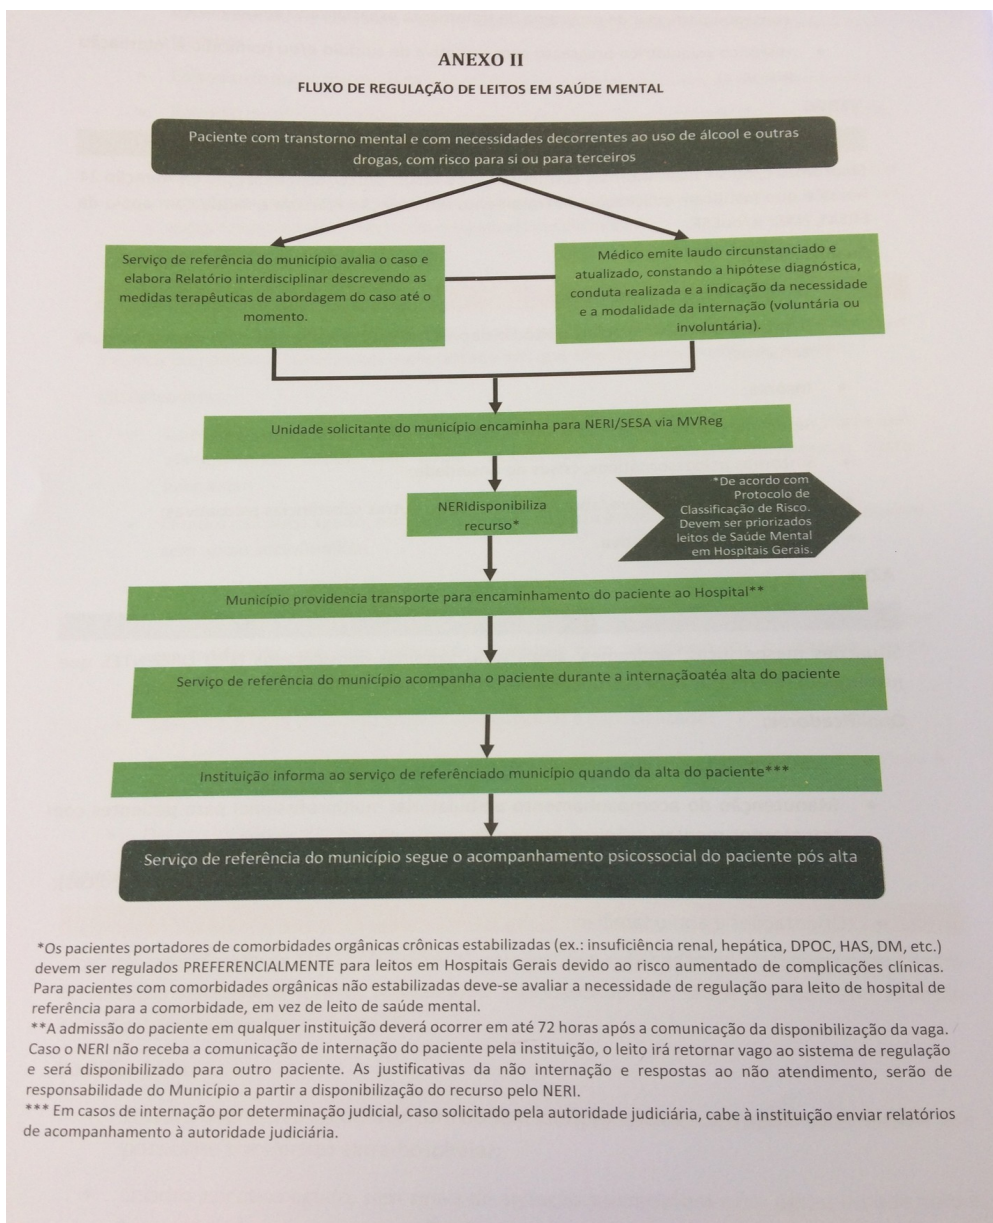 ANEXO II
FLUXO DE REGULAÇÃO DE LEITOS EM SAÚDE MENTAL
Paciente com transtorno mental e com necessidades decorrentes ao uso de álcool e outras
drogas, com risco para si ou para terceiros
Serviço de referência do município avalia o caso e
elabora Relatório interdisciplinar descrevendo as
medidas terapêuticas de abordagem do caso até o
momento.
Médico emite laudo circunstanciado e
atualizado, constando a hipótese diagnóstica,
conduta realizada e a indicação da necessidade
e a modalidade da internação (voluntária ou
involuntária).
Unidade solicitante do município encaminha para NERI/SESA via MVReg
NERIdisponibiliza
recurso*
*De acordo com
Protocolo de
Classificação de Risco.
Devem ser priorizados
leitos de Saúde Mental
em Hospitais Gerais.
Município providencia transporte para encaminhamento do paciente ao Hospital**
Serviço de referência do município acompanha o paciente durante a internaçãoatéa alta do paciente
Instituição informa ao serviço de referênciado município quando da alta do paciente***
Serviço de referência do município segue o acompanhamento psicossocial do paciente pós alta
*Os pacientes portadores de comorbidades orgânicas crônicas estabilizadas (ex.: insuficiência renal, hepática, DPOC, HAS, DM, etc.)
devem ser regulados PREFERENCIALMENTE para leitos em Hospitais Gerais devido ao risco aumentado de complicações clínicas.
Para pacientes com comorbidades orgânicas não estabilizadas deve-se avaliar a necessidade de regulação para leito de hospital de
referência para a comorbidade, em vez de leito de saúde mental.
**A admissão do paciente em qualquer instituição deverá ocorrer em até 72 horas após a comunicação da disponibilização da vaga.
Caso o NERI não receba a comunicação de internação do paciente pela instituição, o leito irá retornar vago ao sistema de regulação
e será disponibilizado para outro paciente. As justificativas da não internação e respostas ao não atendimento, serão de
responsabilidade do Município a partir a disponibilização do recurso pelo NERI.
*** Em casos de internação por determinação judicial, caso solicitado pela autoridade judiciária, cabe à instituição enviar relatórios
de acompanhamento à autoridade judiciária.